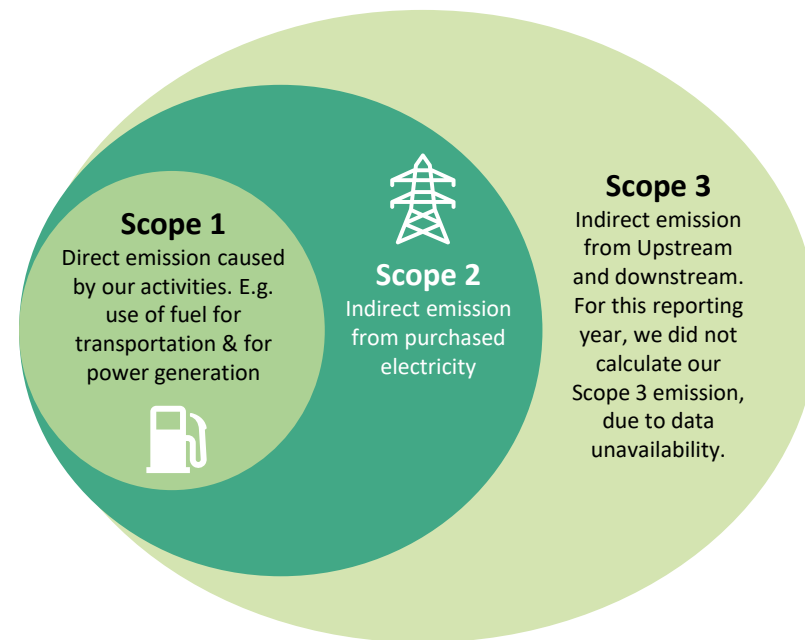 Scope 1
Direct emission caused
by our activities. E.g.
use of fuel for
transportation & for
power generation
Scope 2
Indirect emission
from purchased
electricity
Scope 3
Indirect emission
from Upstream
and downstream.
For this reporting
year, we did not
calculate our
Scope 3 emission,
due to data
unavailability.